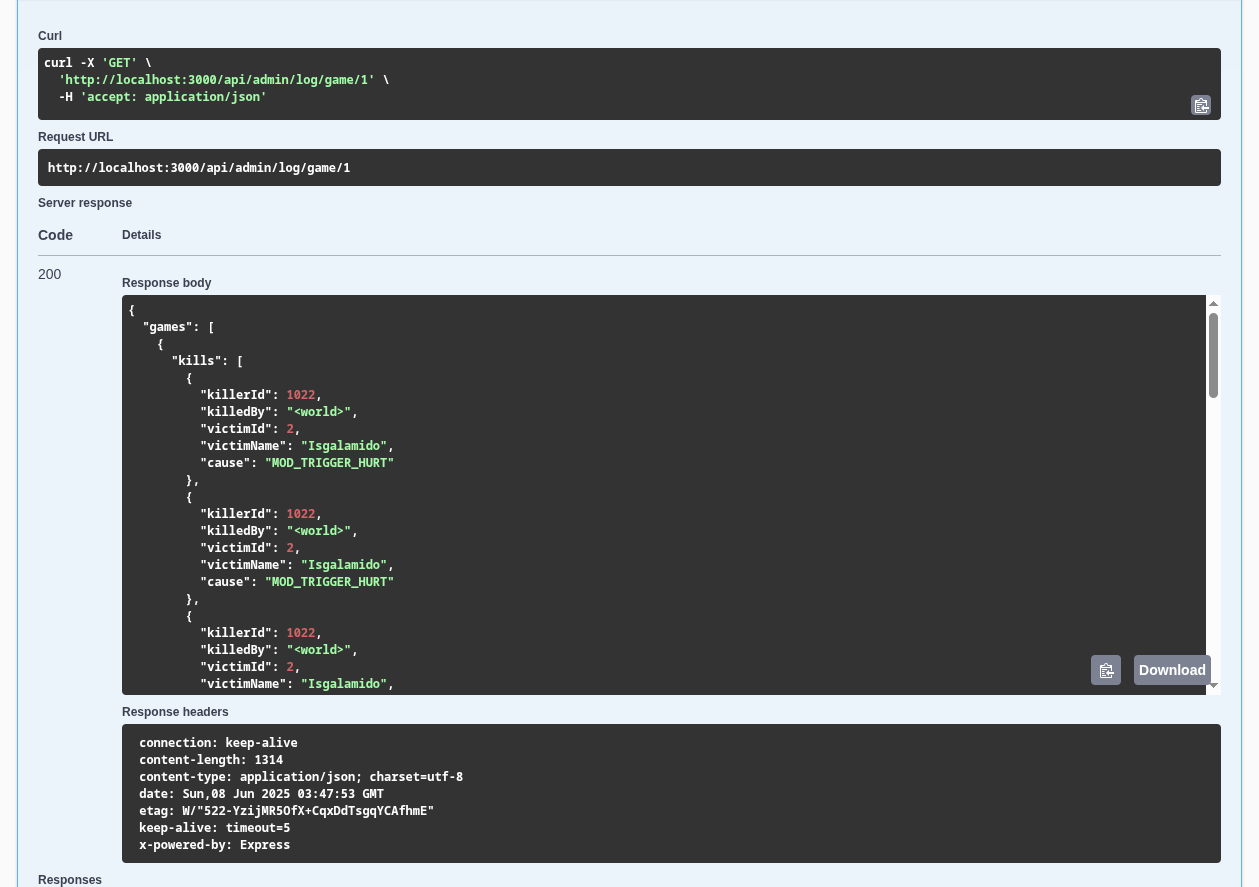 Curl
curl -X 'GET' \
  'http://localhost:3000/api/admin/log/game/1' \
  -H 'accept: application/json'
Request URL
http://localhost:3000/api/admin/log/game/1
Server response
Code Details
200
Response body
{
  "games": [
    {
      "kills": [
        {
          "killerId": 1022,
          "killedBy": "<world>",
          "victimId": 2,
          "victimName": "Isgalamido",
          "cause": "MOD_TRIGGER_HURT"
        },
        {
          "killerId": 1022,
          "killedBy": "<world>",
          "victimId": 2,
          "victimName": "Isgalamido",
          "cause": "MOD_TRIGGER_HURT"
        },
        {
          "killerId": 1022,
          "killedBy": "<world>",
          "victimId": 2,
          "victimName": "Isgalamido",
Download
Response headers
connection: keep-alive
content-length: 1314
content-type: application/json; charset=utf-8
date: Sun,08 Jun 2025 03:47:53 GMT
etag: W/"522-YzijMR5OfX+CqxDdTsgqYCAfhmE"
keep-alive: timeout=5
x-powered-by: Express
Responses